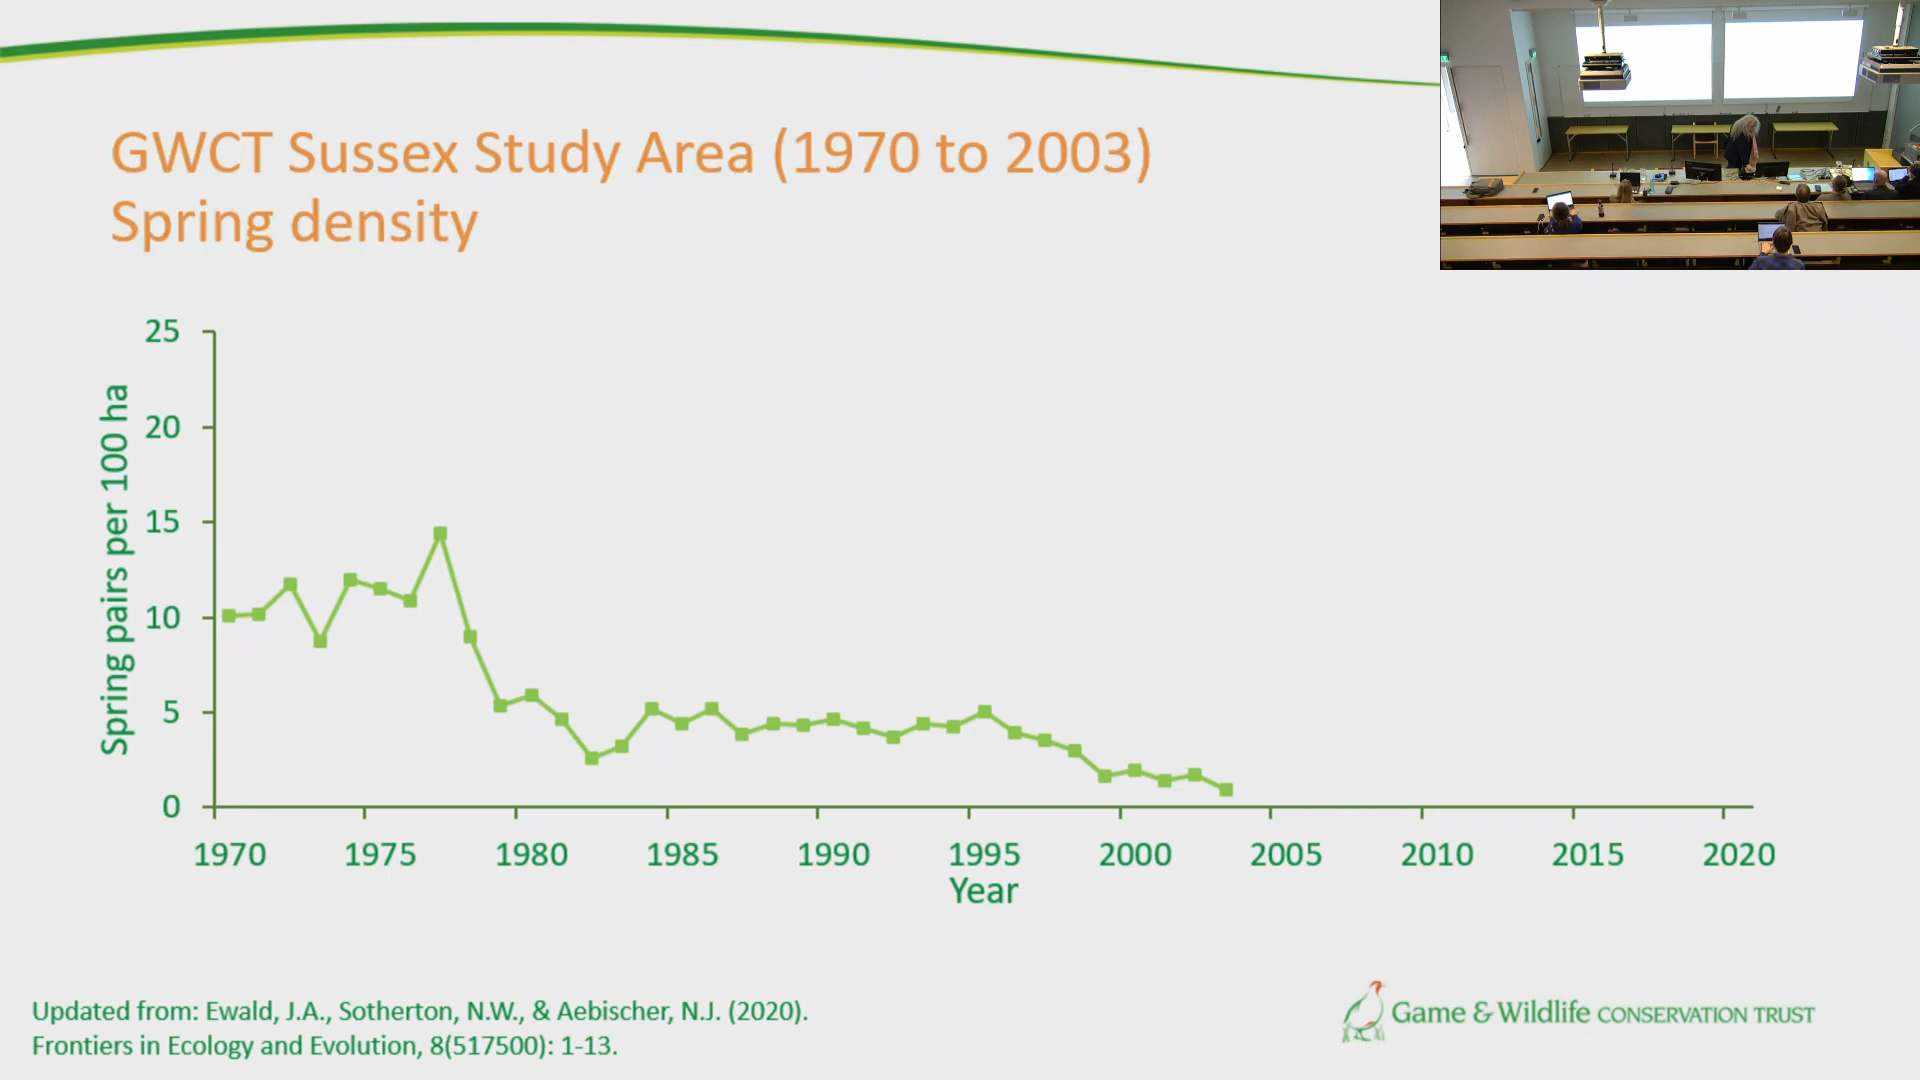 GWCT Sussex Study Area (1970 to 2003)
Spring density
25
20
15
10
5
0
Spring pairs per 100 ha
1970 1975 1980 1985 1990 1995 2000 2005 2010 2015 2020
Year
Updated from: Ewald, J.A., Sotherton, N.W., & Aebischer, N.J. (2020).
Frontiers in Ecology and Evolution, 8(517500): 1-13.
Game & Wildlife CONSERVATION TRUST